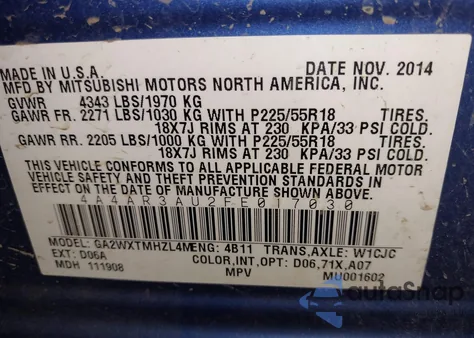 MADE IN U.S.A. DATE NOV. 2014
MFD BY MITSUBISHI MOTORS NORTH AMERICA, INC.
GVWR 4343 LBS/1970 KG
GAWR FR. 2271 LBS/1030 KG WITH P225/55R18 TIRES.
18X7J RIMS AT 230 KPA/33 PSI COLD.
GAWR RR. 2205 LBS/1000 KG WITH P225/55R18 TIRES.
18X7J RIMS AT 230 KPA/33 PSI COLD.
THIS VEHICLE CONFORMS TO ALL APPLICABLE FEDERAL MOTOR
VEHICLE SAFETY AND THEFT PREVENTION STANDARDS IN
EFFECT ON THE DATE OF MANUFACTURE SHOWN ABOVE.
4A4AR3AU2FE017030
MODEL: GA2WXTMHZL4M ENG: 4B11 TRANS,AXLE: W1CJC
EXT: D06A COLOR,INT,OPT: D06,71X,A07
MDH 111908 MPV MU001602
autoSnap